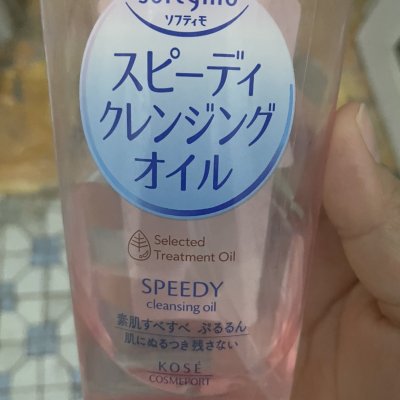 softymo
ソフティモ
スピーディ
クレンジング
オイル
Selected
Treatment Oil
SPEEDY
cleansing oil
素肌すべすべ ぷるるん
肌にぬるつき残さない
KOSÉ
COSMEPORT